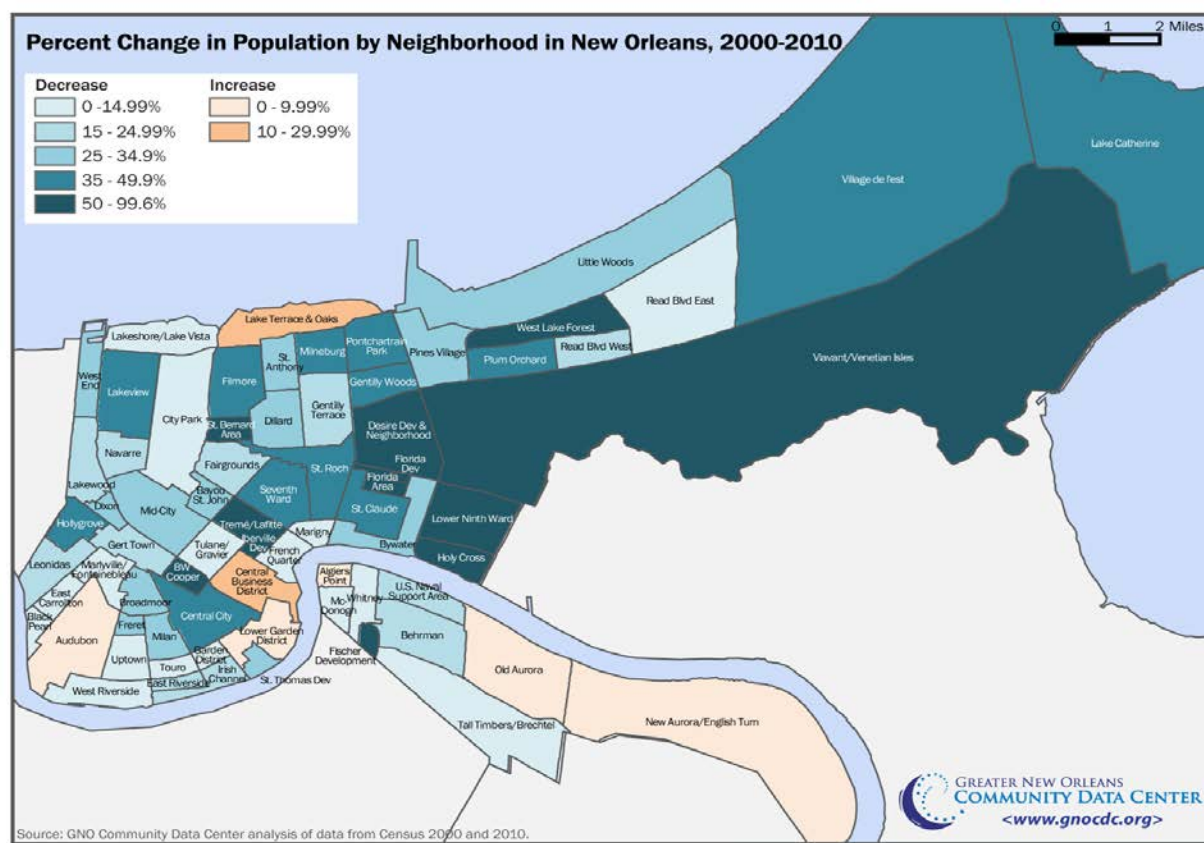 Percent Change in Population by Neighborhood in New Orleans, 2000-2010
0 1 2 Miles
Decrease
0 -14.99%
15 - 24.99%
25 - 34.9%
35 - 49.9%
50 - 99.6%
Increase
0 - 9.99%
10 - 29.99%
Lake Catherine
Village de l'est
Little Woods
Read Blvd East
Lake Terrace & Oaks
West Lake Forest
Lakeshore/Lake Vista
Pontchartrain
Park
Milneburg
Pines Village
Read Blvd West
Plum Orchard
Viavant/Venetian Isles
St.
Anthony
West
End
Lakeview
Filmore
Gentilly Woods
City Park
Dillard
Gentilly
Terrace
St. Bernard
Area
Desire Dev &
Neighborhood
Navarre
Florida
Dev
Fairgrounds
St. Roch
Florida
Area
Lakewood
Bayou
St. John
Seventh
Ward
Dixon
Mid-City
St. Claude
Lower Ninth Ward
Hollygrove
Tremé/Lafitte
Iberville
Dev
Marigny
Gert Town
Tulane/
Gravier
French
Quarter
Bywater
Holy Cross
Leonidas
Marlyville/
Fontainebleau
BW
Cooper
Central
Business
District
Algiers
Point
U.S. Naval
Support Area
East
Carrollton
Broadmoor
Mc-
Donogh
Whitney
Black
Pearl
Central City
Freret
Audubon
Milan
Lower Garden
District
Behrman
Garden
District
Uptown
Fischer
Development
Touro
Irish
Channel
Old Aurora
East Riverside
St. Thomas Dev
West Riverside
Tall Timbers/Brechtel
New Aurora/English Turn
GREATER NEW ORLEANS
COMMUNITY DATA CENTER
<www.gnocdc.org>
Source: GNO Community Data Center analysis of data from Census 2000 and 2010.